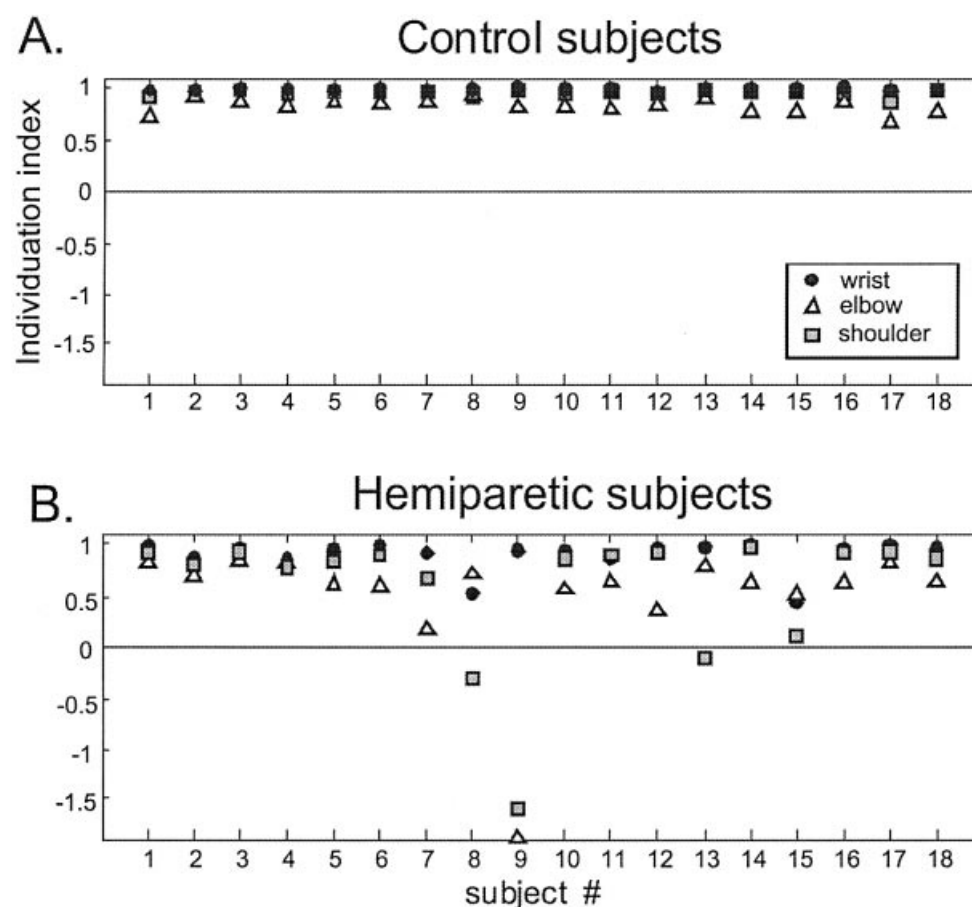 A. Control subjects
Individuation index
1
0.5
0
-0.5
-1
-1.5
wrist
elbow
shoulder
1 2 3 4 5 6 7 8 9 10 11 12 13 14 15 16 17 18
B. Hemiparetic subjects
1
0.5
0
-0.5
-1
-1.5
1 2 3 4 5 6 7 8 9 10 11 12 13 14 15 16 17 18
subject #